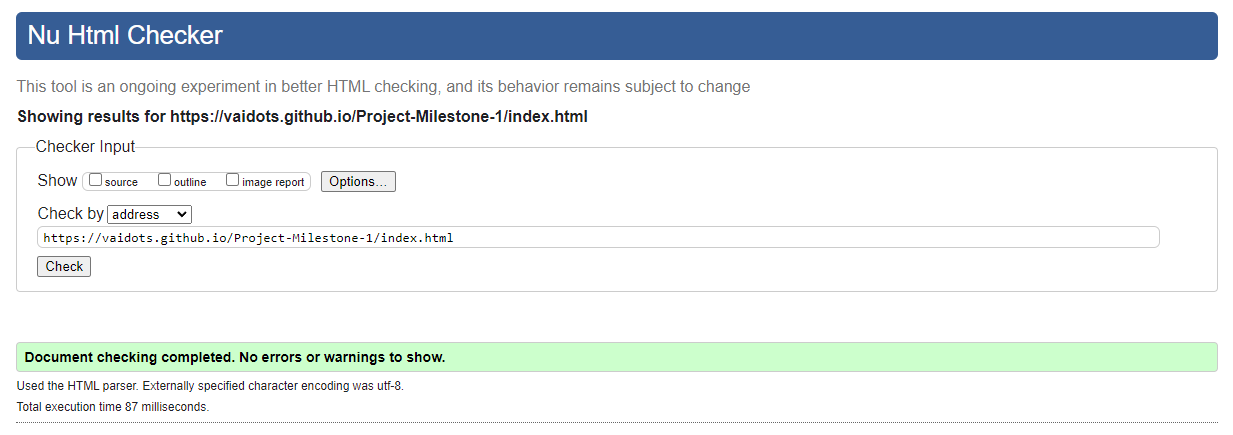 Nu Html Checker
This tool is an ongoing experiment in better HTML checking, and its behavior remains subject to change
Showing results for https://vaidots.github.io/Project-Milestone-1/index.html
Checker Input
Show source outline image report Options...
Check by address
https://vaidots.github.io/Project-Milestone-1/index.html
Check
Document checking completed. No errors or warnings to show.
Used the HTML parser. Externally specified character encoding was utf-8.
Total execution time 87 milliseconds.